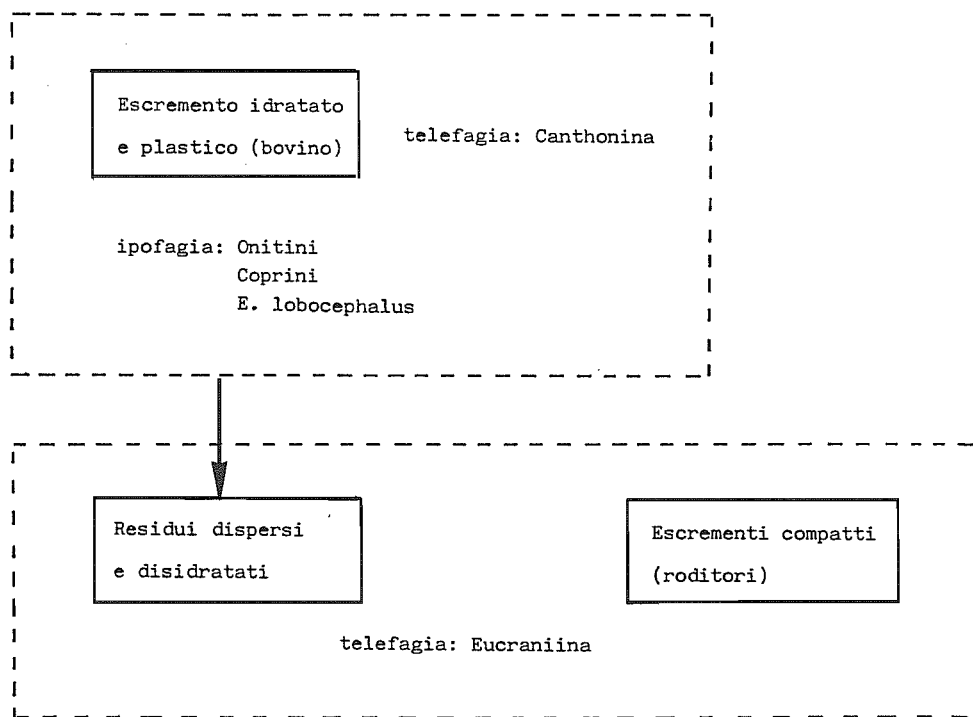 Escremento idratato
e plastico (bovino)
telefagia: Canthonina
ipofagia: Onitini
Coprini
E. lobocephalus
Residui dispersi
e disidratati
Escrementi compatti
(roditori)
telefagia: Eucraniina